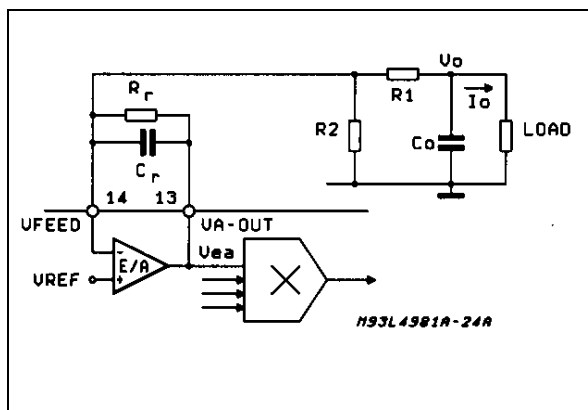 Vo
Rr
R1
Io
R2
Co
LOAD
Cr
14
13
VFEED
VA-OUT
Vea
E/A
-
+
VREF
M93L4981A-24A